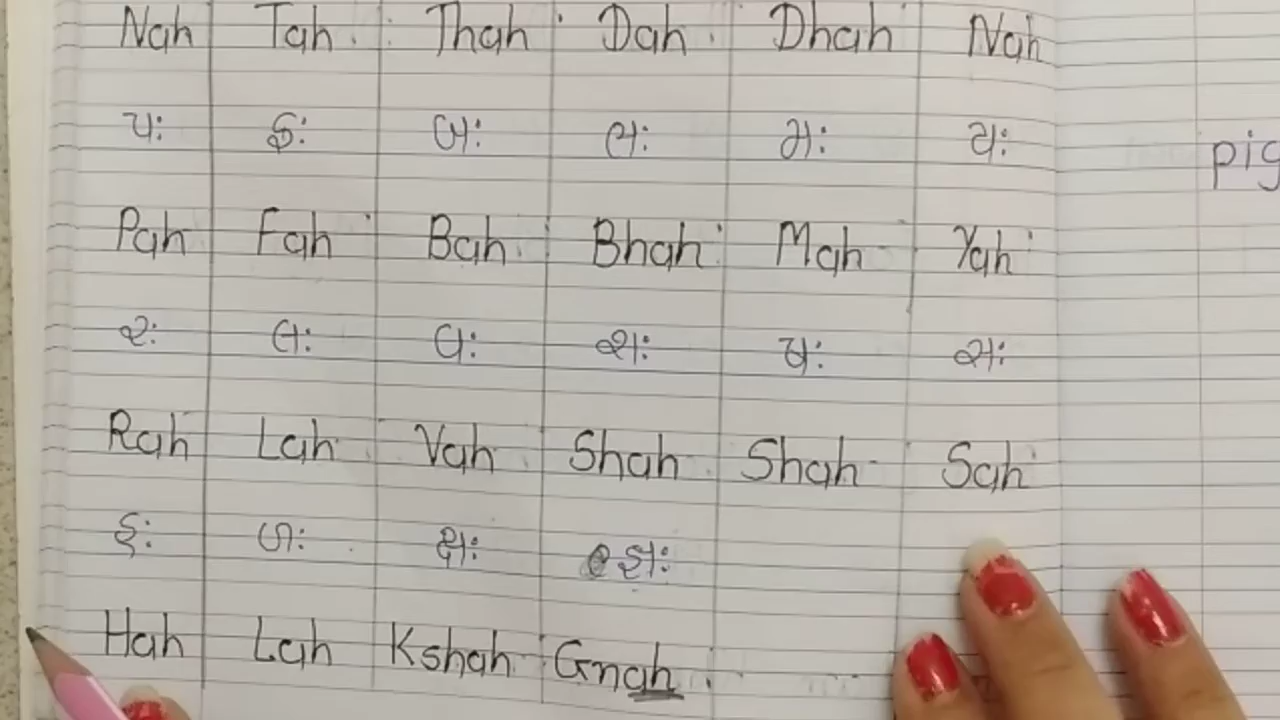 Nah Tah Thah Dah Dhah Nah
પઃ ફઃ બઃ ભઃ મઃ યઃ
pig
Pah Fah Bah Bhah Mah Yah
રઃ લઃ વઃ શઃ ષઃ સઃ
Rah Lah Vah Shah Shah Sah
હઃ ળઃ ક્ષઃ જ્ઞઃ
Hah Lah Kshah Gnah